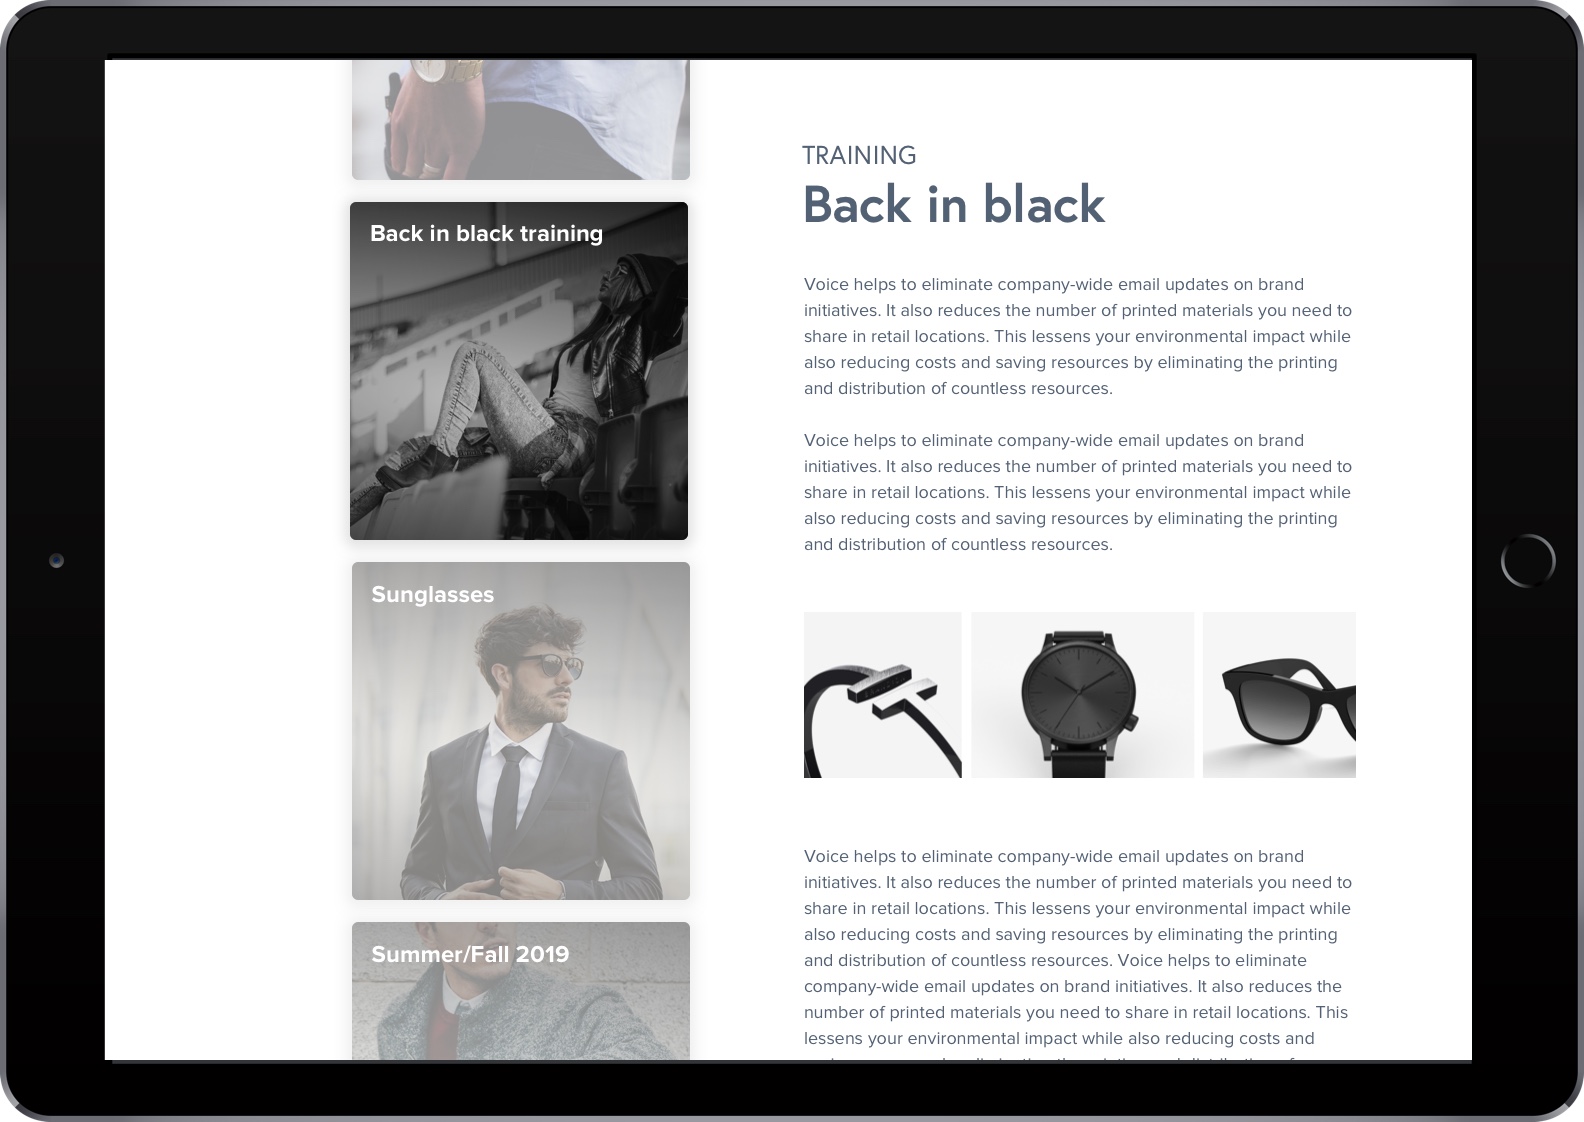 TRAINING
Back in black
Back in black training
Voice helps to eliminate company-wide email updates on brand
initiatives. It also reduces the number of printed materials you need to
share in retail locations. This lessens your environmental impact while
also reducing costs and saving resources by eliminating the printing
and distribution of countless resources.
Voice helps to eliminate company-wide email updates on brand
initiatives. It also reduces the number of printed materials you need to
share in retail locations. This lessens your environmental impact while
also reducing costs and saving resources by eliminating the printing
and distribution of countless resources.
Sunglasses
Voice helps to eliminate company-wide email updates on brand
initiatives. It also reduces the number of printed materials you need to
share in retail locations. This lessens your environmental impact while
also reducing costs and saving resources by eliminating the printing
and distribution of countless resources. Voice helps to eliminate
company-wide email updates on brand initiatives. It also reduces the
number of printed materials you need to share in retail locations. This
lessens your environmental impact while also reducing costs and
Summer/Fall 2019